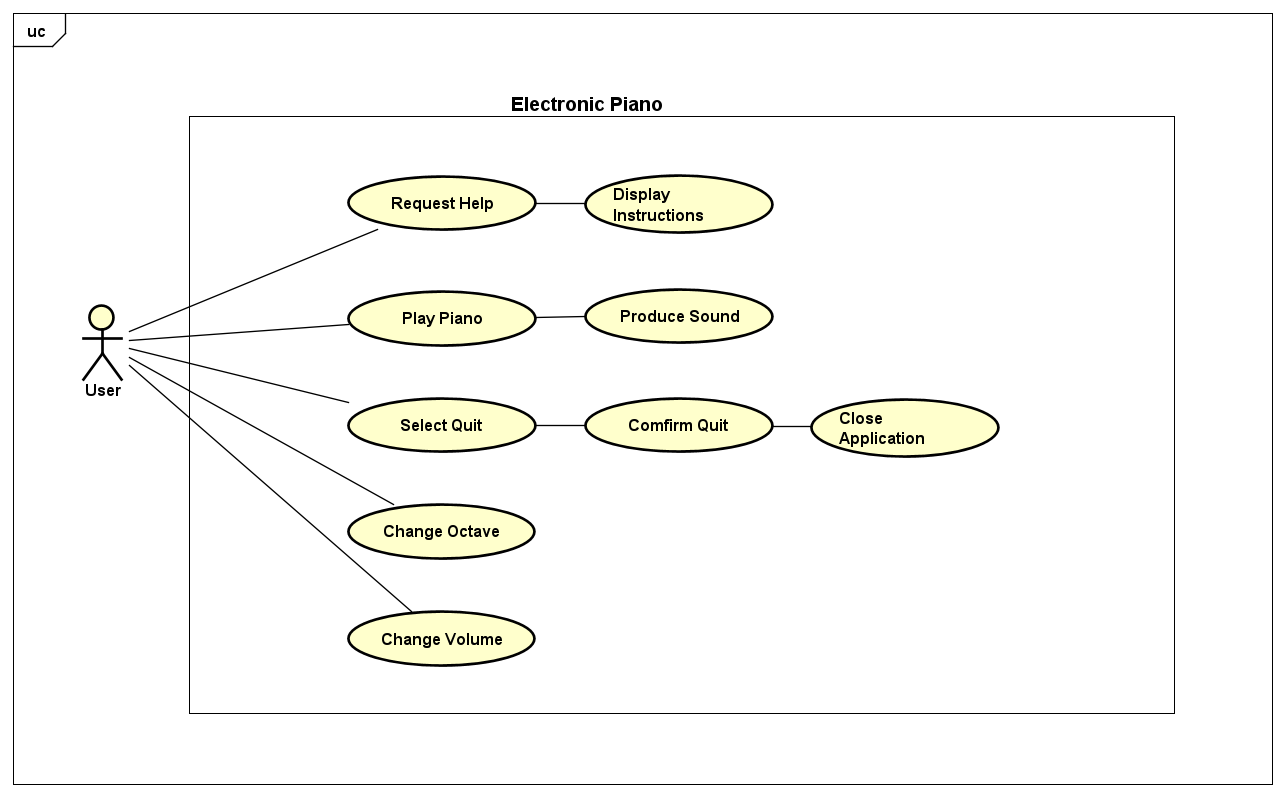 uc
Electronic Piano
Request Help
Display
Instructions
Play Piano
Produce Sound
User
Select Quit
Comfirm Quit
Close
Application
Change Octave
Change Volume